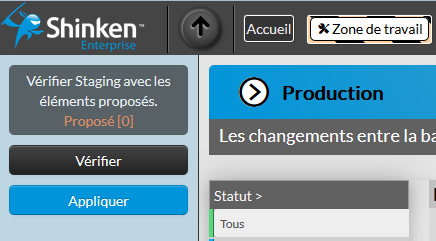 Shinken™
Enterprise
Accueil
Zone de travail
Vérifier Staging avec les
éléments proposés.
Proposé [0]
Vérifier
Appliquer
Production
Les changements entre la ba
Statut >
Tous